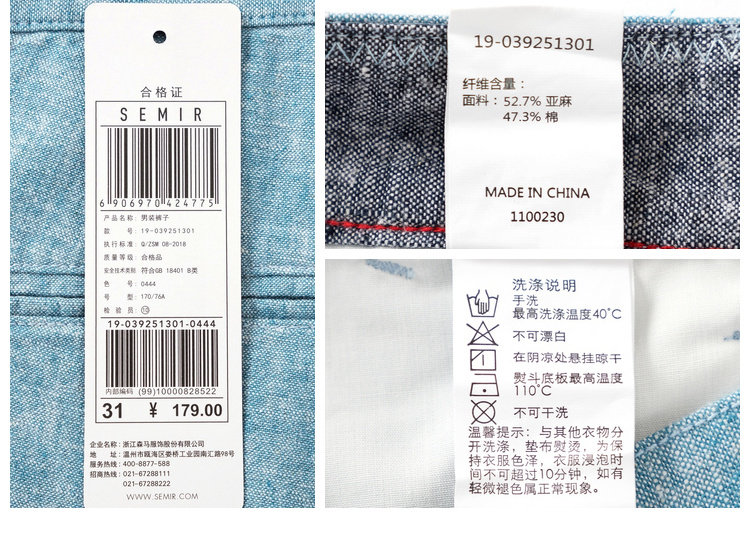 合格证
SEMIR
6 906970 424775
产品名称: 男装裤子
款 号: 19-039251301
执行标准: Q/ZSM 08-2018
质量等级: 合格品
安全技术类别 符合GB 18401 B类
色 号: 0444
号 型: 170/76A
检 验 员: 10
19-039251301-0444
内部编码 (99)10000828522
31 ¥ 179.00
企业名称: 浙江森马服饰股份有限公司
地 址: 温州市瓯海区娄桥工业园南汇路98号
服务热线: 400-8877-588
招商热线: 021-67288111
021-67288222
WWW.SEMIR.COM
19-039251301
纤维含量:
面料: 52.7% 亚麻
47.3% 棉
MADE IN CHINA
1100230
洗涤说明
手洗
最高洗涤温度40°C
不可漂白
在阴凉处悬挂晾干
熨斗底板最高温度
110°C
不可干洗
温馨提示: 与其他衣物分
开洗涤, 垫布熨烫, 为保
持衣服色泽, 衣服浸泡时
间不可超过10分钟, 如有
轻微褪色属正常现象。